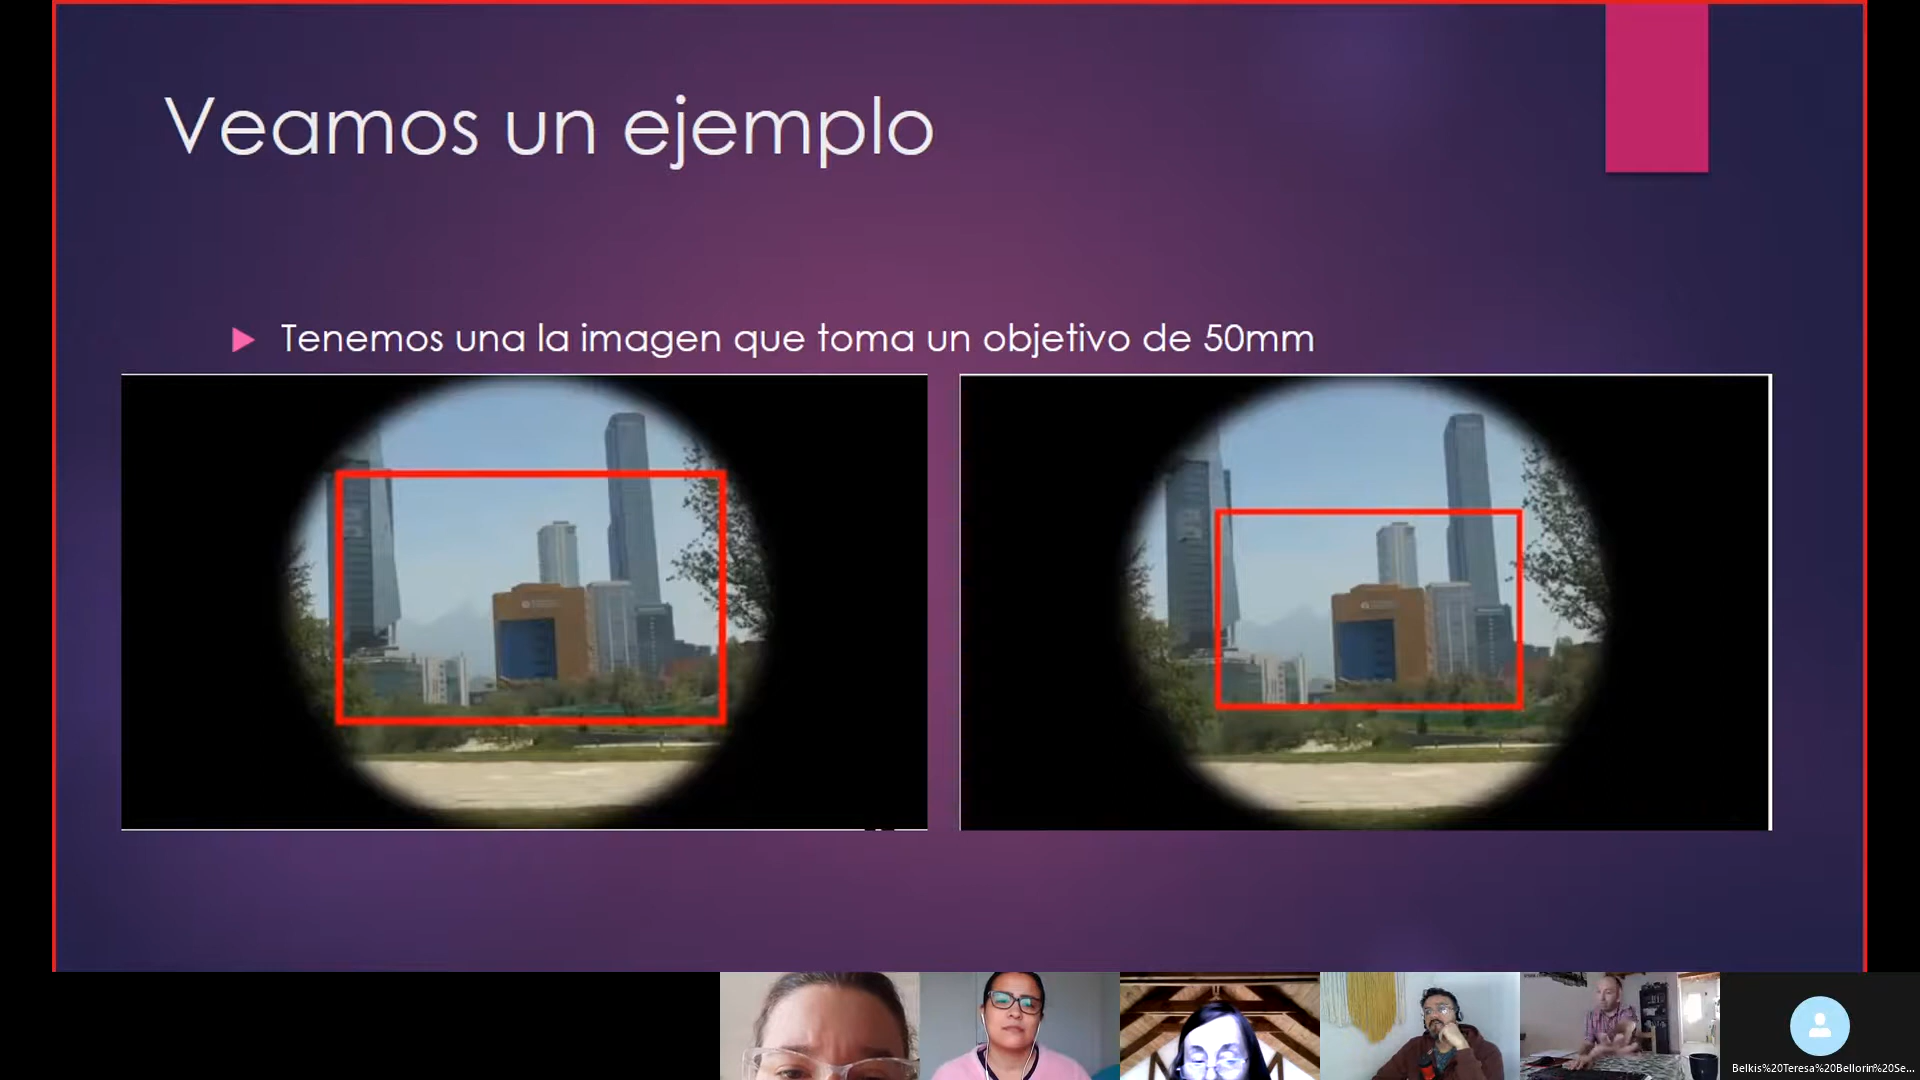 Veamos un ejemplo
Tenemos una la imagen que toma un objetivo de 50mm
Belkis%20Teresa%20Bellorin%20Se...